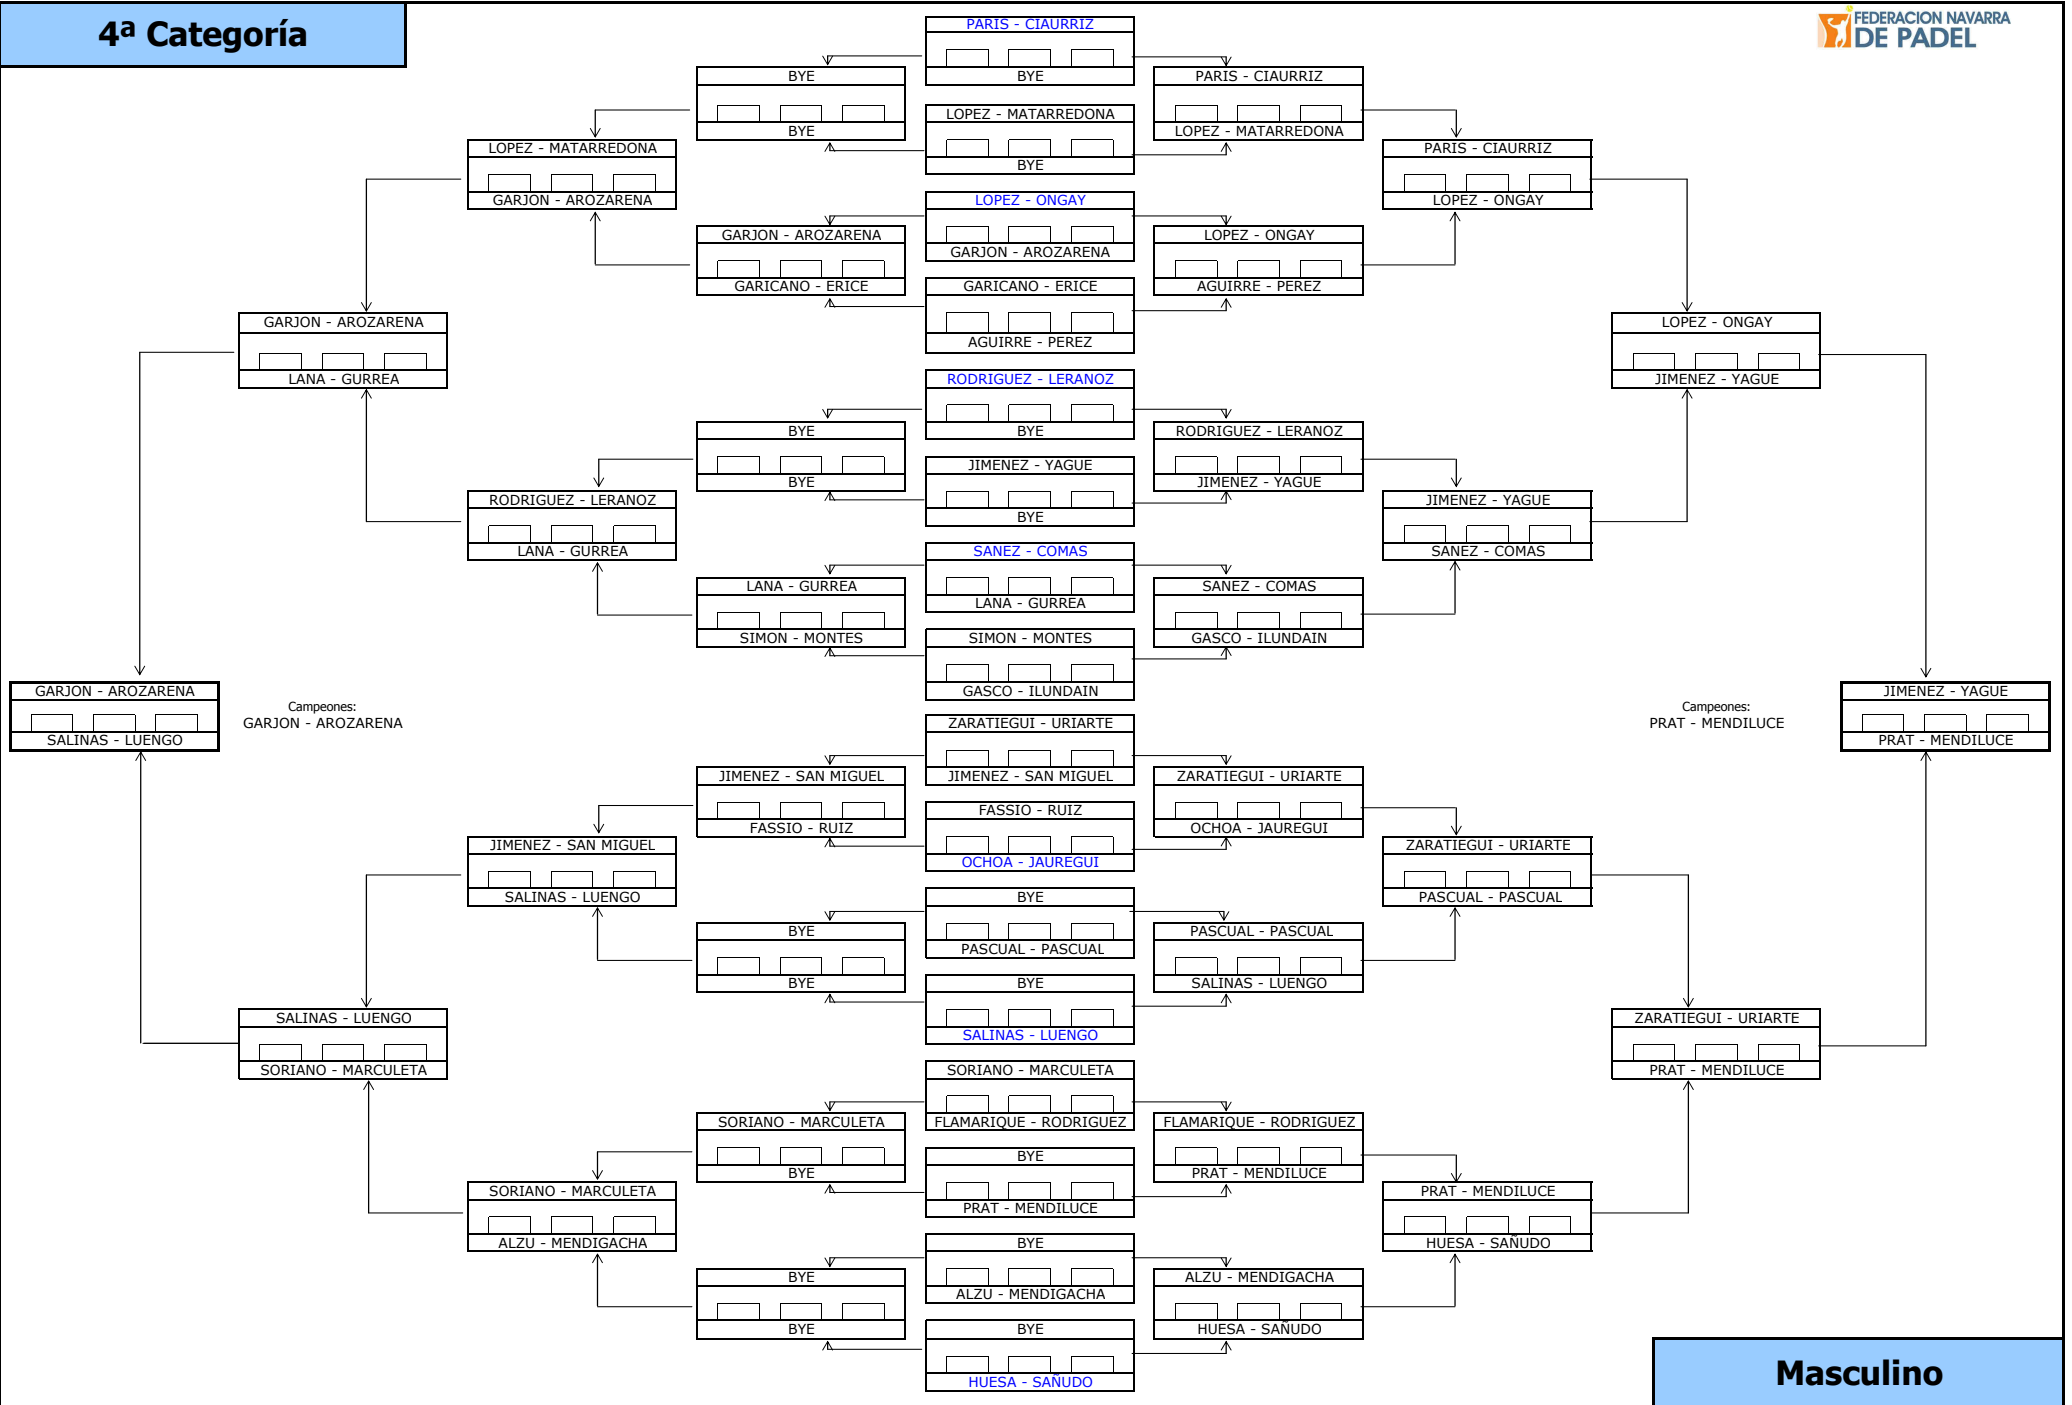 4ª Categoría
FEDERACION NAVARRA
DE PADEL
PARIS - CIAURRIZ
BYE
LOPEZ - MATARREDONA
BYE
LOPEZ - ONGAY
GARJON - AROZARENA
GARICANO - ERICE
AGUIRRE - PEREZ
RODRIGUEZ - LERANOZ
BYE
JIMENEZ - YAGUE
BYE
SANEZ - COMAS
LANA - GURREA
SIMON - MONTES
GASCO - ILUNDAIN
ZARATIEGUI - URIARTE
JIMENEZ - SAN MIGUEL
FASSIO - RUIZ
OCHOA - JAUREGUI
BYE
PASCUAL - PASCUAL
BYE
SALINAS - LUENGO
SORIANO - MARCULETA
FLAMARIQUE - RODRIGUEZ
BYE
PRAT - MENDILUCE
BYE
ALZU - MENDIGACHA
BYE
HUESA - SAÑUDO
BYE
BYE
GARJON - AROZARENA
GARICANO - ERICE
BYE
BYE
LANA - GURREA
SIMON - MONTES
JIMENEZ - SAN MIGUEL
FASSIO - RUIZ
BYE
BYE
SORIANO - MARCULETA
BYE
BYE
BYE
LOPEZ - MATARREDONA
GARJON - AROZARENA
RODRIGUEZ - LERANOZ
LANA - GURREA
JIMENEZ - SAN MIGUEL
SALINAS - LUENGO
SORIANO - MARCULETA
ALZU - MENDIGACHA
GARJON - AROZARENA
LANA - GURREA
SALINAS - LUENGO
SORIANO - MARCULETA
GARJON - AROZARENA
SALINAS - LUENGO
Campeones:
GARJON - AROZARENA
PARIS - CIAURRIZ
LOPEZ - MATARREDONA
LOPEZ - ONGAY
AGUIRRE - PEREZ
RODRIGUEZ - LERANOZ
JIMENEZ - YAGUE
SANEZ - COMAS
GASCO - ILUNDAIN
ZARATIEGUI - URIARTE
OCHOA - JAUREGUI
PASCUAL - PASCUAL
SALINAS - LUENGO
FLAMARIQUE - RODRIGUEZ
PRAT - MENDILUCE
ALZU - MENDIGACHA
HUESA - SAÑUDO
PARIS - CIAURRIZ
LOPEZ - ONGAY
JIMENEZ - YAGUE
SANEZ - COMAS
ZARATIEGUI - URIARTE
PASCUAL - PASCUAL
PRAT - MENDILUCE
HUESA - SAÑUDO
LOPEZ - ONGAY
JIMENEZ - YAGUE
ZARATIEGUI - URIARTE
PRAT - MENDILUCE
Campeones:
PRAT - MENDILUCE
JIMENEZ - YAGUE
PRAT - MENDILUCE
Masculino